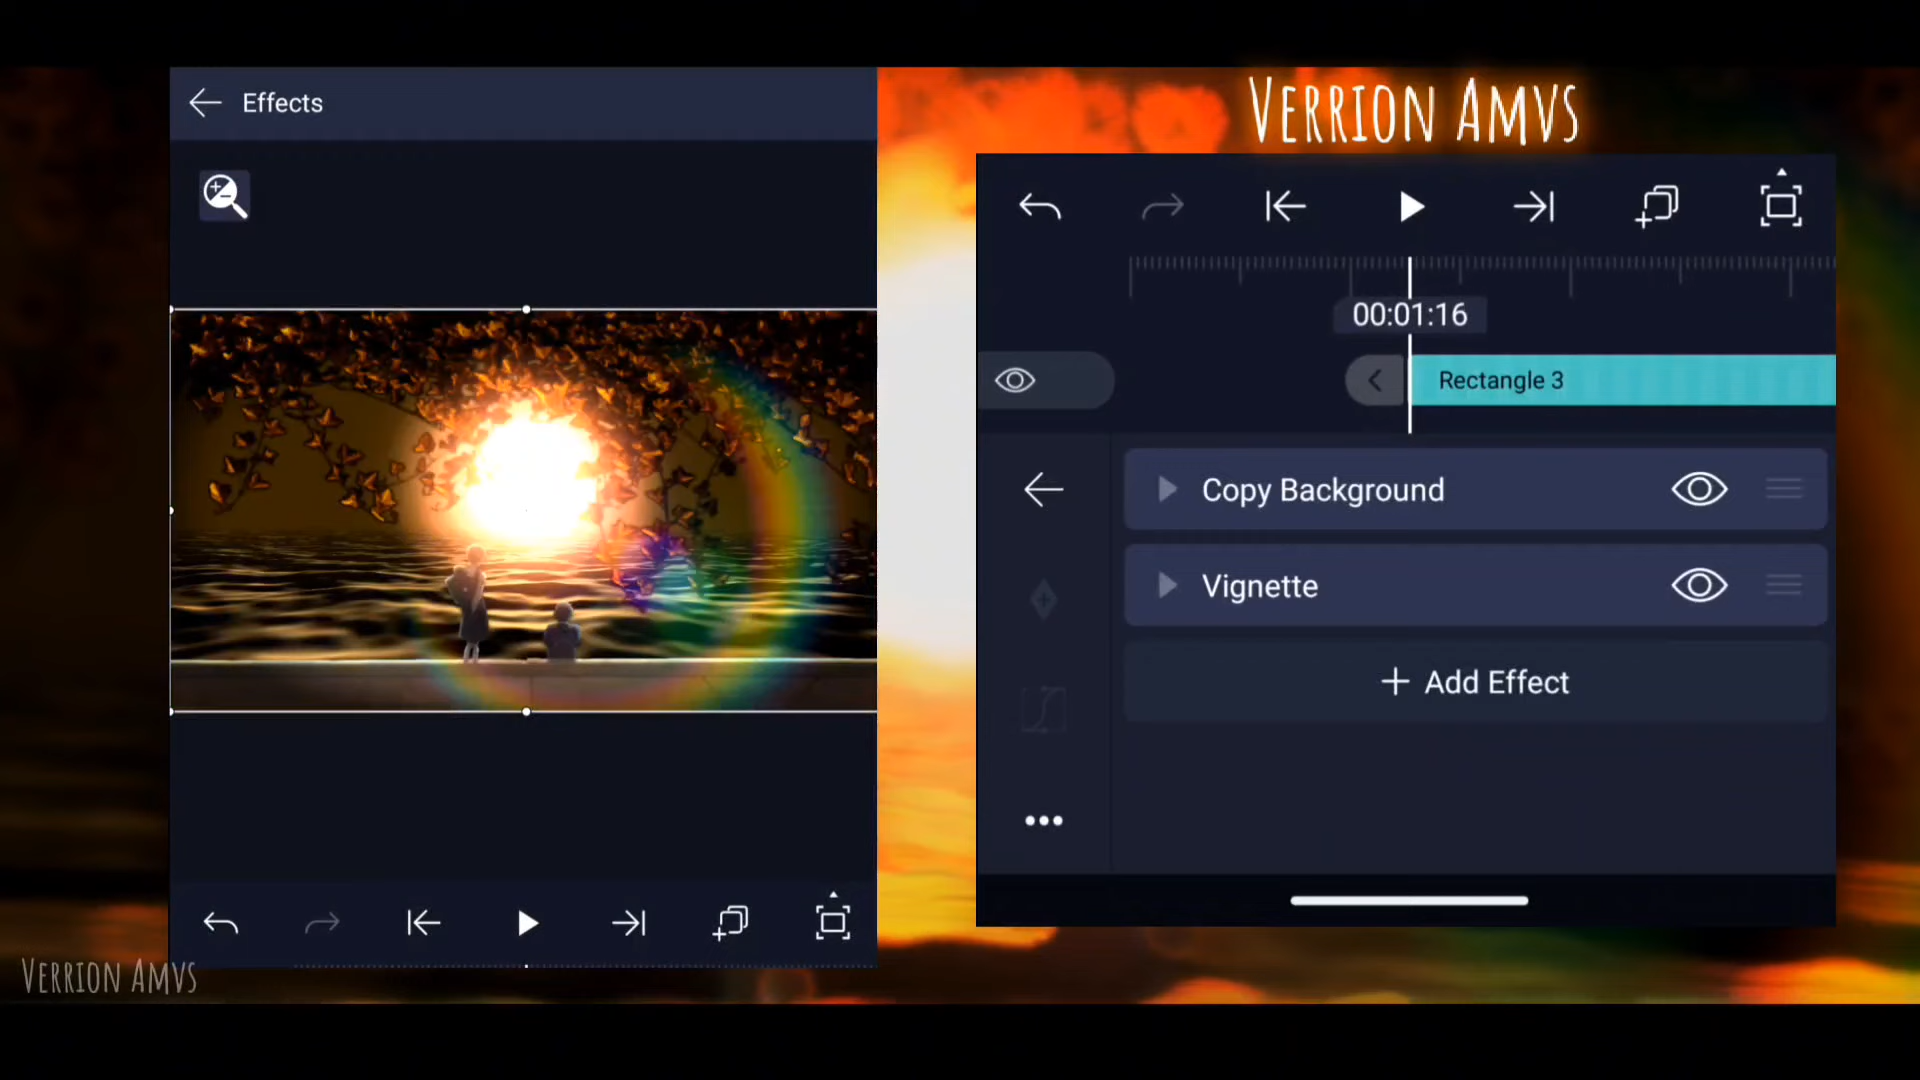 Effects
VERRION AMVS
00:01:16
Rectangle 3
Copy Background
Vignette
+ Add Effect
VERRION AMVS